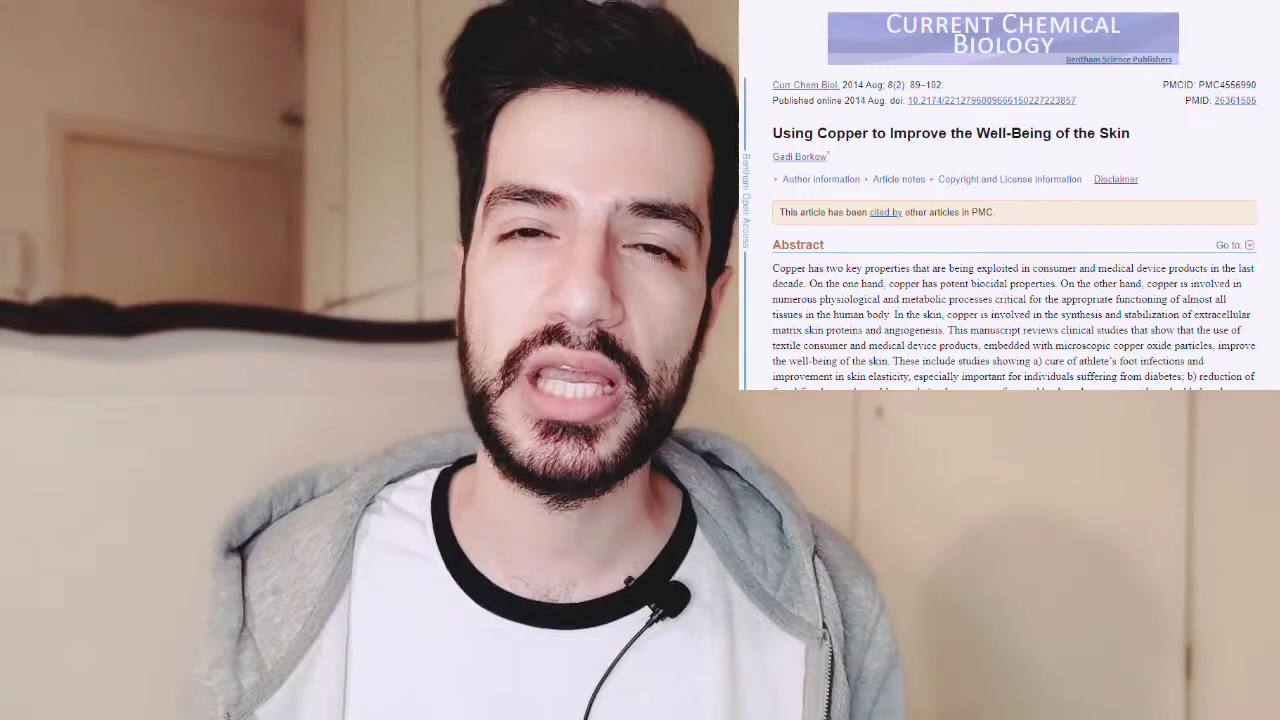 CURRENT CHEMICAL
BIOLOGY
Bentham Science Publishers
Curr Chem Biol. 2014 Aug; 8(2): 89–102.
PMCID: PMC4556990
Published online 2014 Aug. doi: 10.2174/2212796809666150227223857
PMID: 26361585
Using Copper to Improve the Well-Being of the Skin
Gadi Borkow*
Author information Article notes Copyright and License information Disclaimer
This article has been cited by other articles in PMC.
Abstract
Go to:
Copper has two key properties that are being exploited in consumer and medical device products in the last
decade. On the one hand, copper has potent biocidal properties. On the other hand, copper is involved in
numerous physiological and metabolic processes critical for the appropriate functioning of almost all
tissues in the human body. In the skin, copper is involved in the synthesis and stabilization of extracellular
matrix skin proteins and angiogenesis. This manuscript reviews clinical studies that show that the use of
textile consumer and medical device products, embedded with microscopic copper oxide particles, improve
the well-being of the skin. These include studies showing a) cure of athlete's foot infections and
improvement in skin elasticity, especially important for individuals suffering from diabetes; b) reduction of
Bentham Open Access